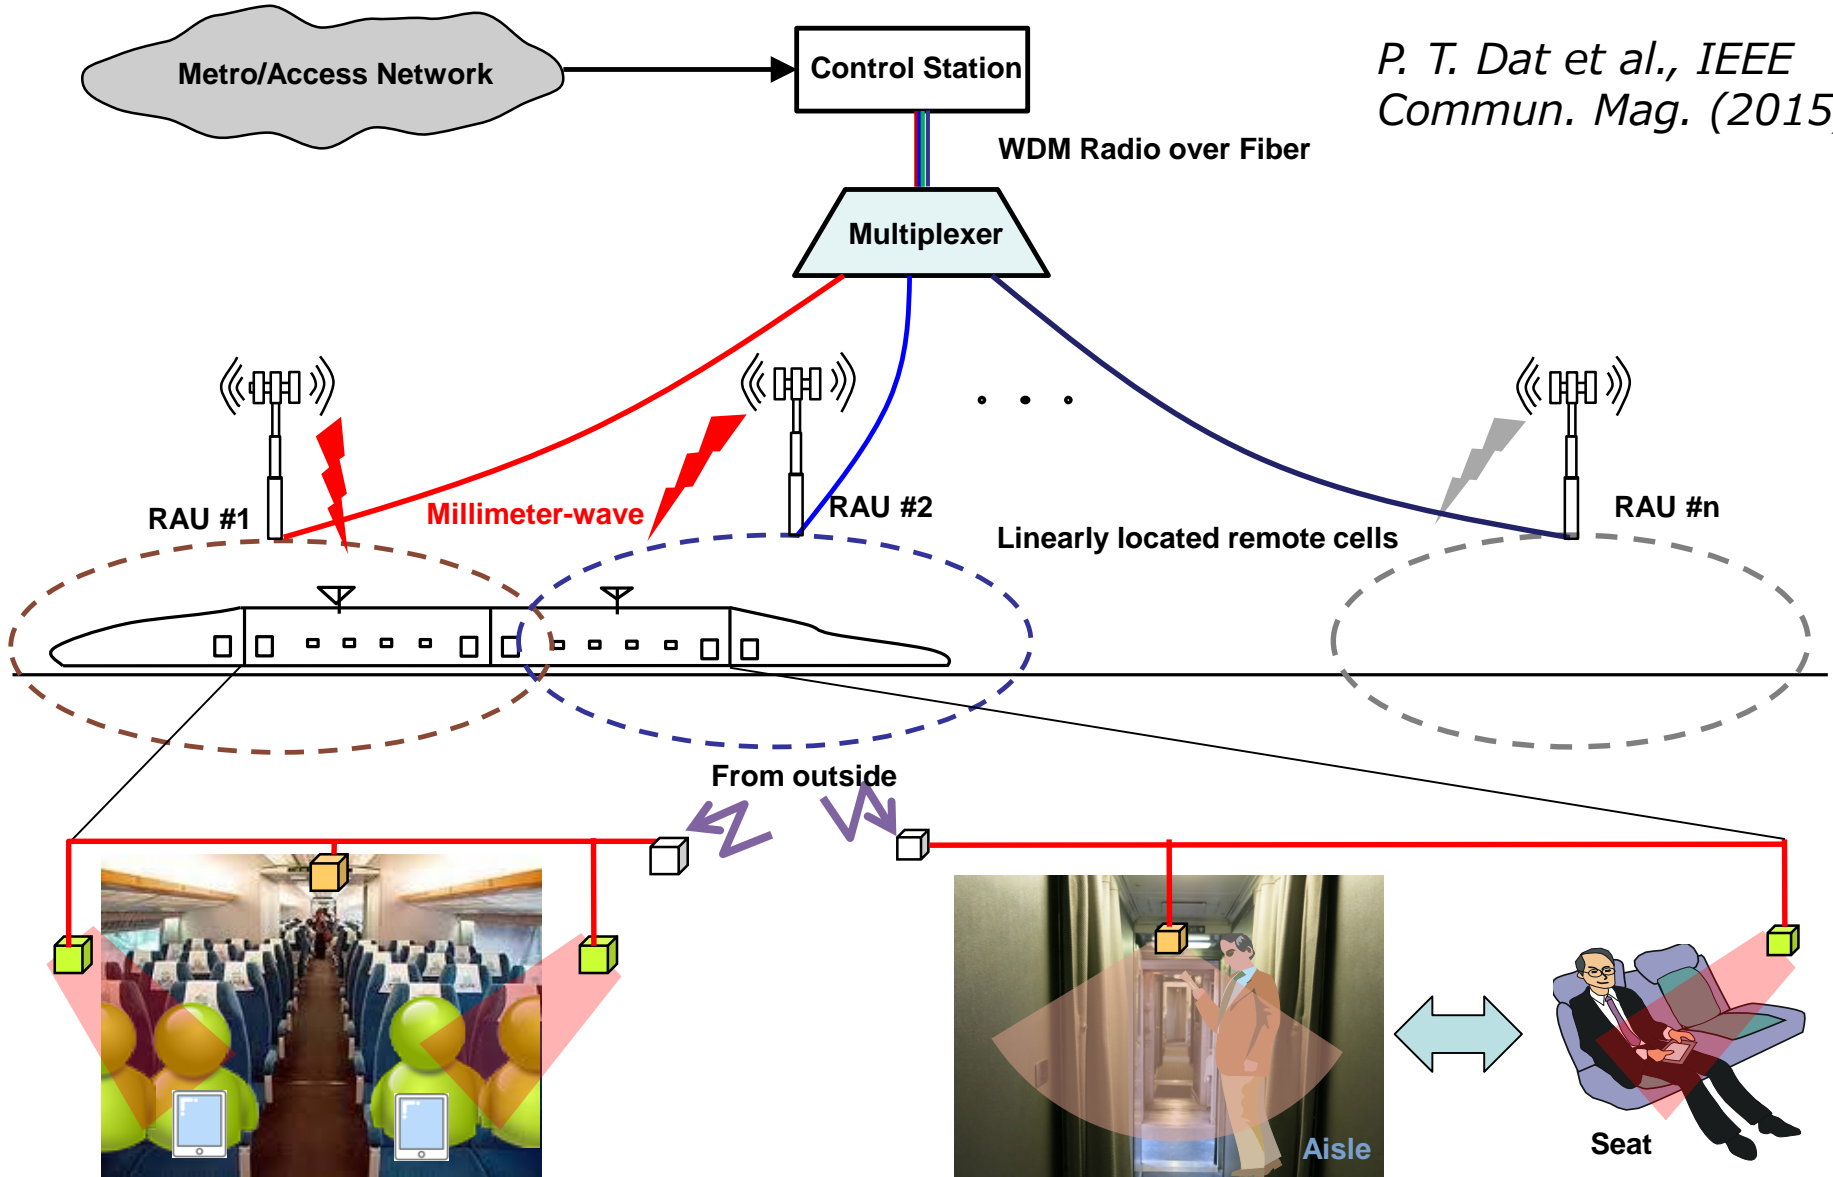 Metro/Access Network
Control Station
P. T. Dat et al., IEEE
Commun. Mag. (2015)
WDM Radio over Fiber
Multiplexer
RAU #1
Millimeter-wave
RAU #2
Linearly located remote cells
RAU #n
From outside
Aisle
Seat